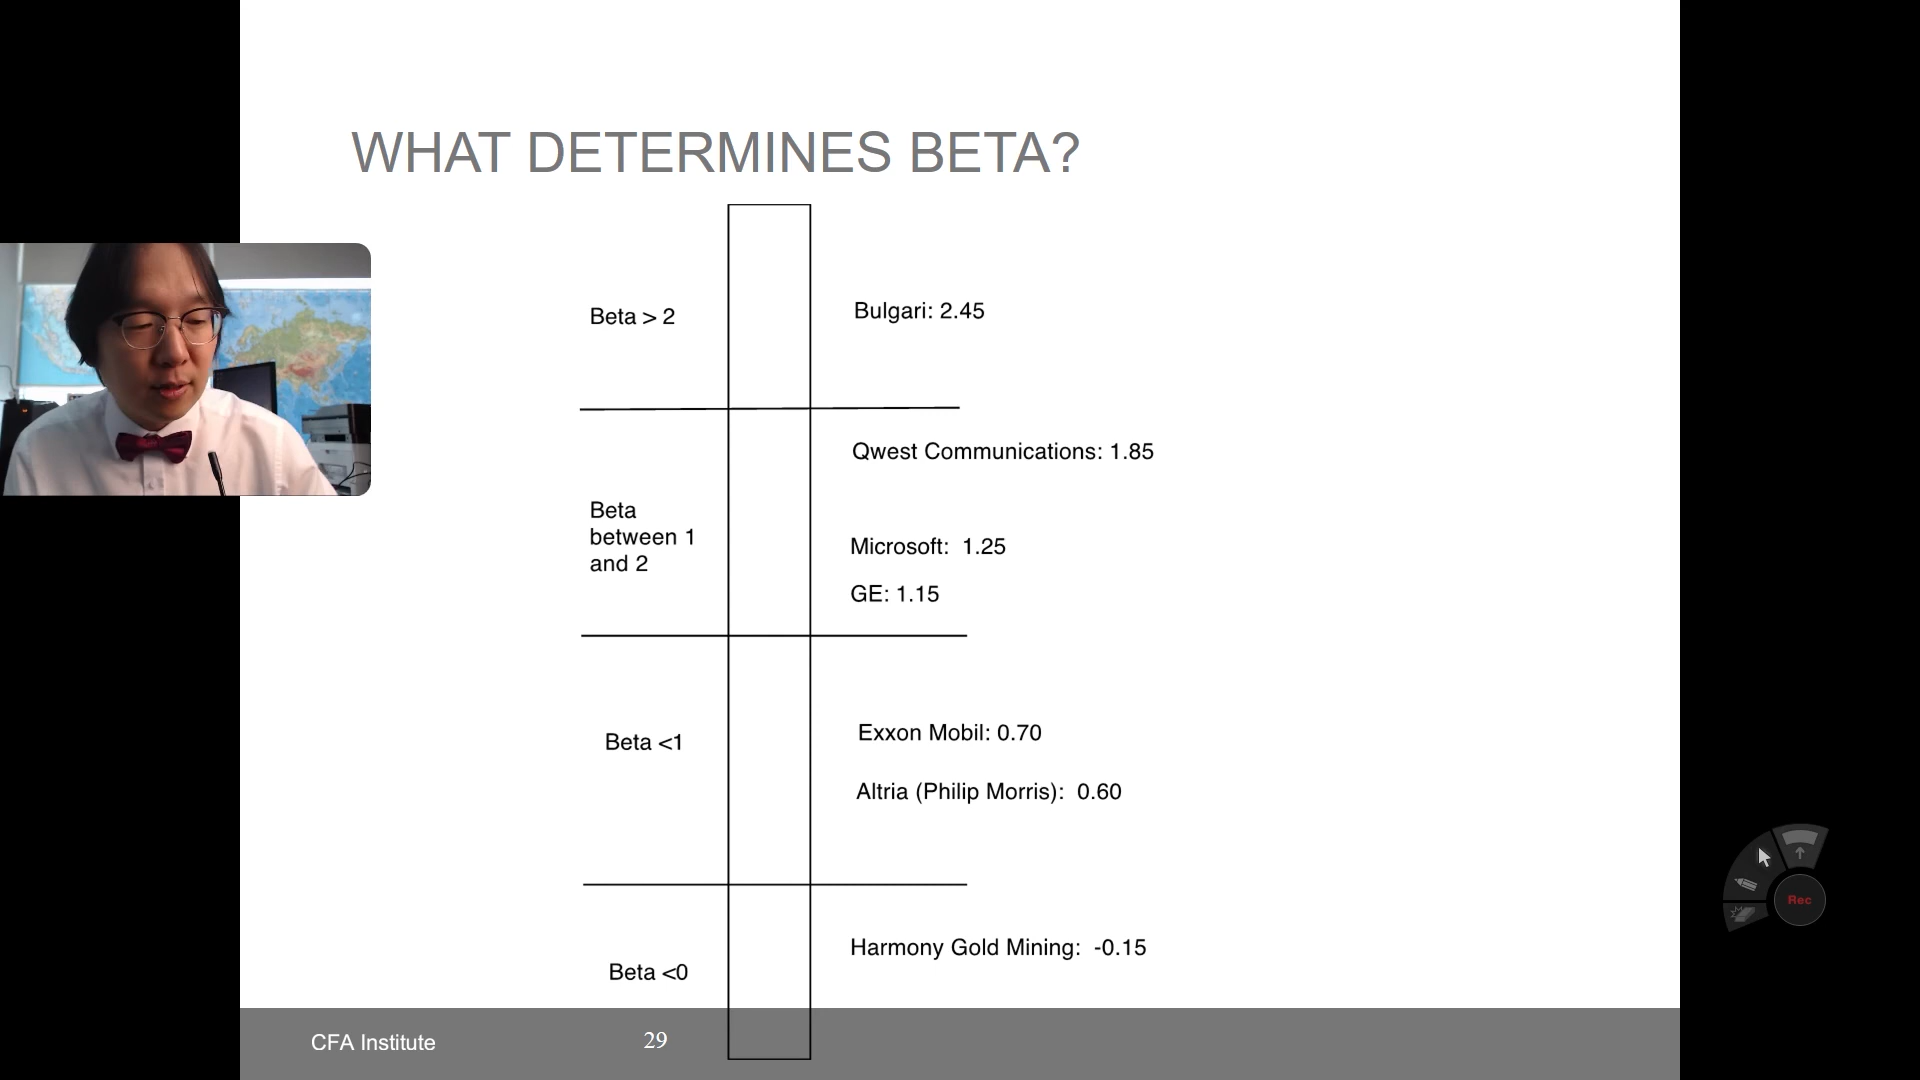 WHAT DETERMINES BETA?
Beta > 2
Bulgari: 2.45
Qwest Communications: 1.85
Beta
between 1
and 2
Microsoft:  1.25
GE: 1.15
Exxon Mobil: 0.70
Beta <1
Altria (Philip Morris):  0.60
Harmony Gold Mining:  -0.15
Beta <0
CFA Institute
29
Rec